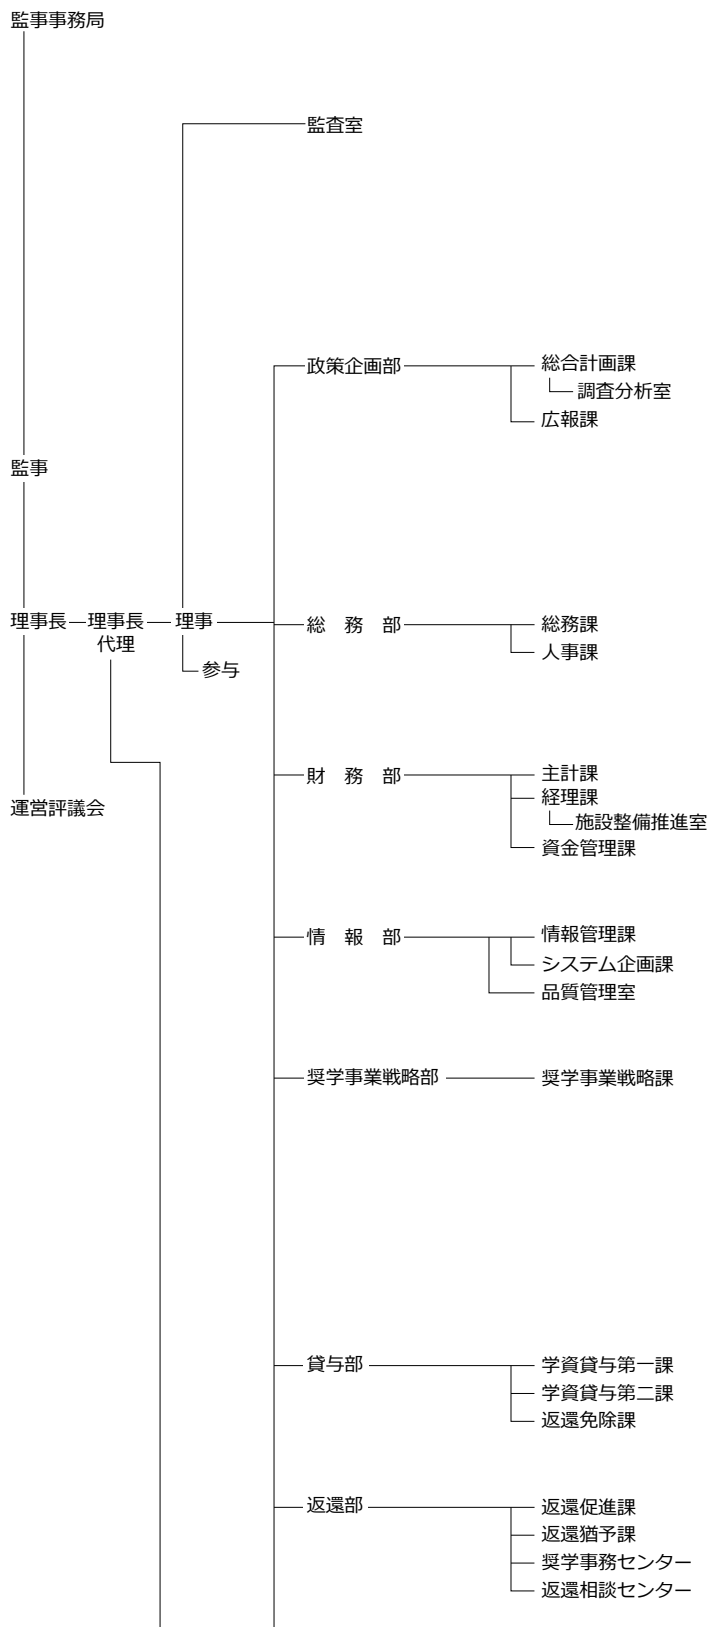 監事事務局
監査室
政策企画部
総合計画課
調査分析室
広報課
監事
理事長
理事長
代理
理事
参与
総　務　部
総務課
人事課
運営評議会
財　務　部
主計課
経理課
施設整備推進室
資金管理課
情　報　部
情報管理課
システム企画課
品質管理室
奨学事業戦略部
奨学事業戦略課
貸与部
学資貸与第一課
学資貸与第二課
返還免除課
返還部
返還促進課
返還猶予課
奨学事務センター
返還相談センター